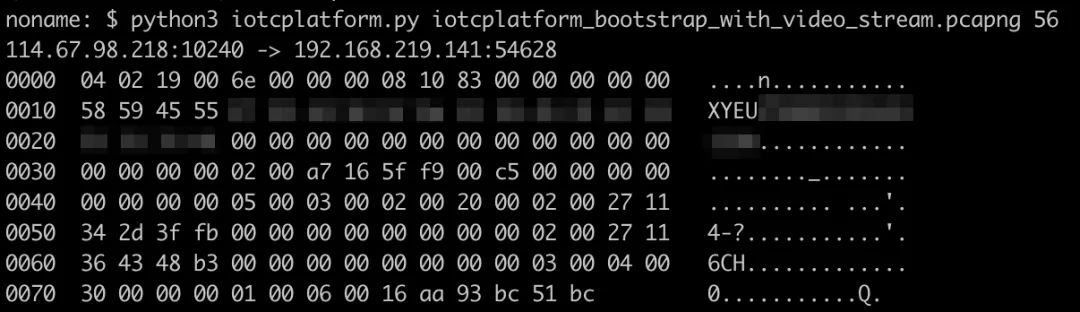 noname: $ python3 iotcplatform.py iotcplatform_bootstrap_with_video_stream.pcapng 56
114.67.98.218:10240 -> 192.168.219.141:54628
0000  04 02 19 00 6e 00 00 00 08 10 83 00 00 00 00 00   ....n...........
0010  58 59 45 55   XYEU
0020  00 00 00 00 00 00 00 00 00 00 00 00   ............
0030  00 00 00 00 02 00 a7 16 5f f9 00 c5 00 00 00 00   ........_.......
0040  00 00 00 00 05 00 03 00 02 00 20 00 02 00 27 11   .......... ...'.
0050  34 2d 3f fb 00 00 00 00 00 00 00 00 02 00 27 11   4-?...........'.
0060  36 43 48 b3 00 00 00 00 00 00 00 00 03 00 04 00   6CH.............
0070  30 00 00 00 01 00 06 00 16 aa 93 bc 51 bc   0...........Q.